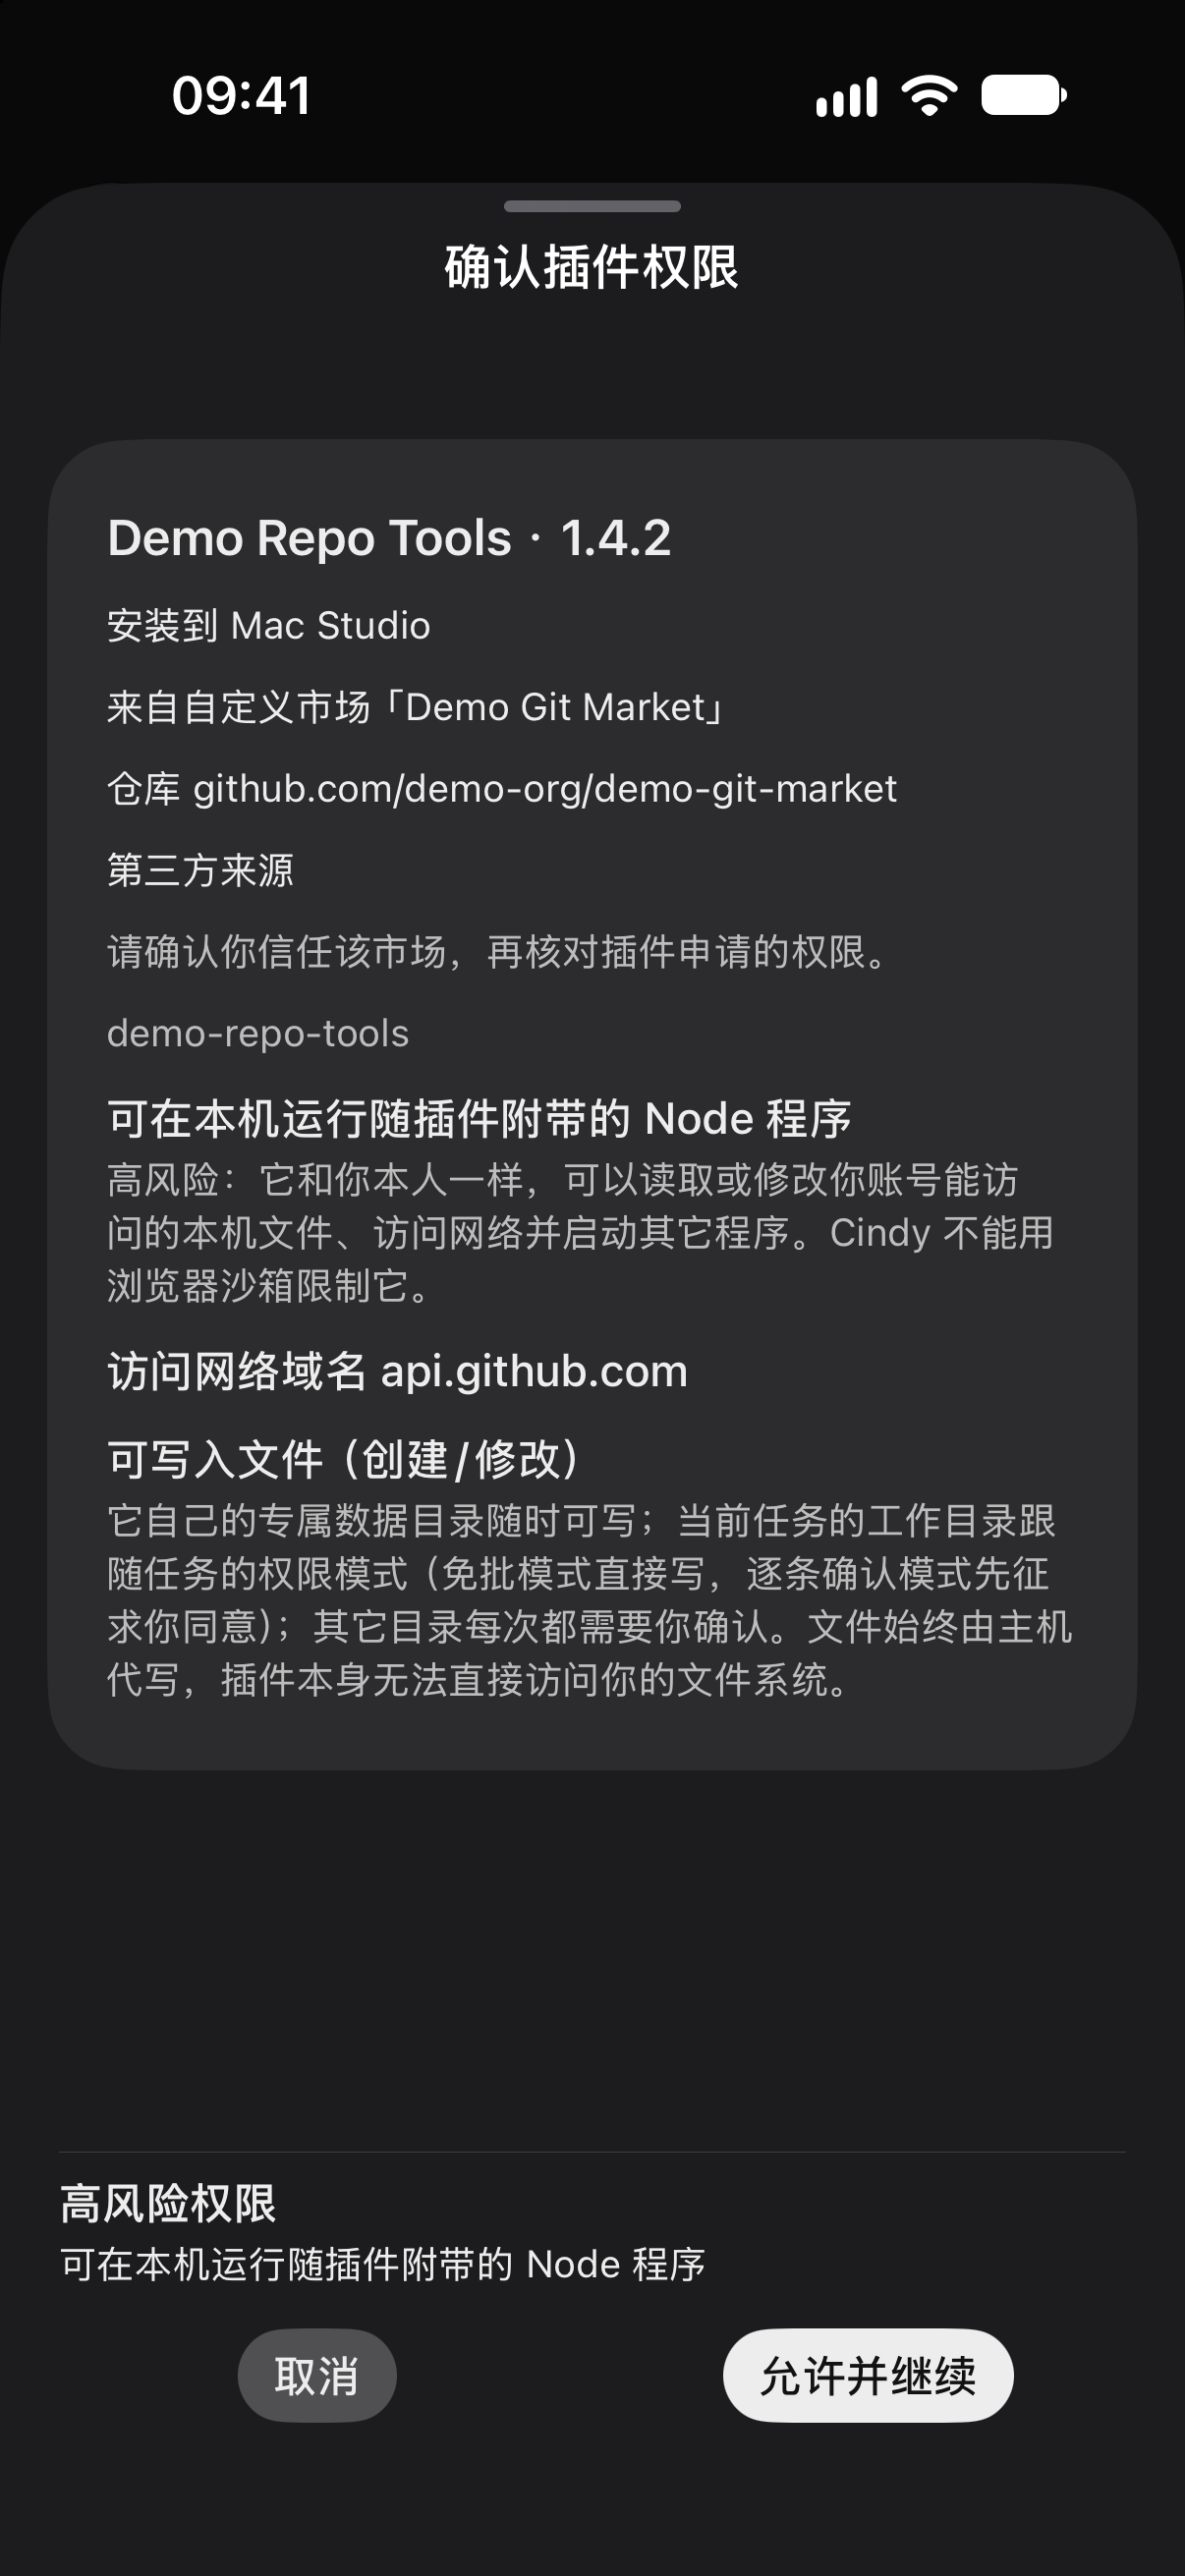 09:41
确认插件权限
Demo Repo Tools · 1.4.2
安装到 Mac Studio
来自自定义市场「Demo Git Market」
仓库 github.com/demo-org/demo-git-market
第三方来源
请确认你信任该市场，再核对插件申请的权限。
demo-repo-tools
可在本机运行随插件附带的 Node 程序
高风险：它和你本人一样，可以读取或修改你账号能访
问的本机文件、访问网络并启动其它程序。Cindy 不能用
浏览器沙箱限制它。
访问网络域名 api.github.com
可写入文件（创建/修改）
它自己的专属数据目录随时可写；当前任务的工作目录跟
随任务的权限模式（免批模式直接写，逐条确认模式先征
求你同意）；其它目录每次都需要你确认。文件始终由主机
代写，插件本身无法直接访问你的文件系统。
高风险权限
可在本机运行随插件附带的 Node 程序
取消
允许并继续